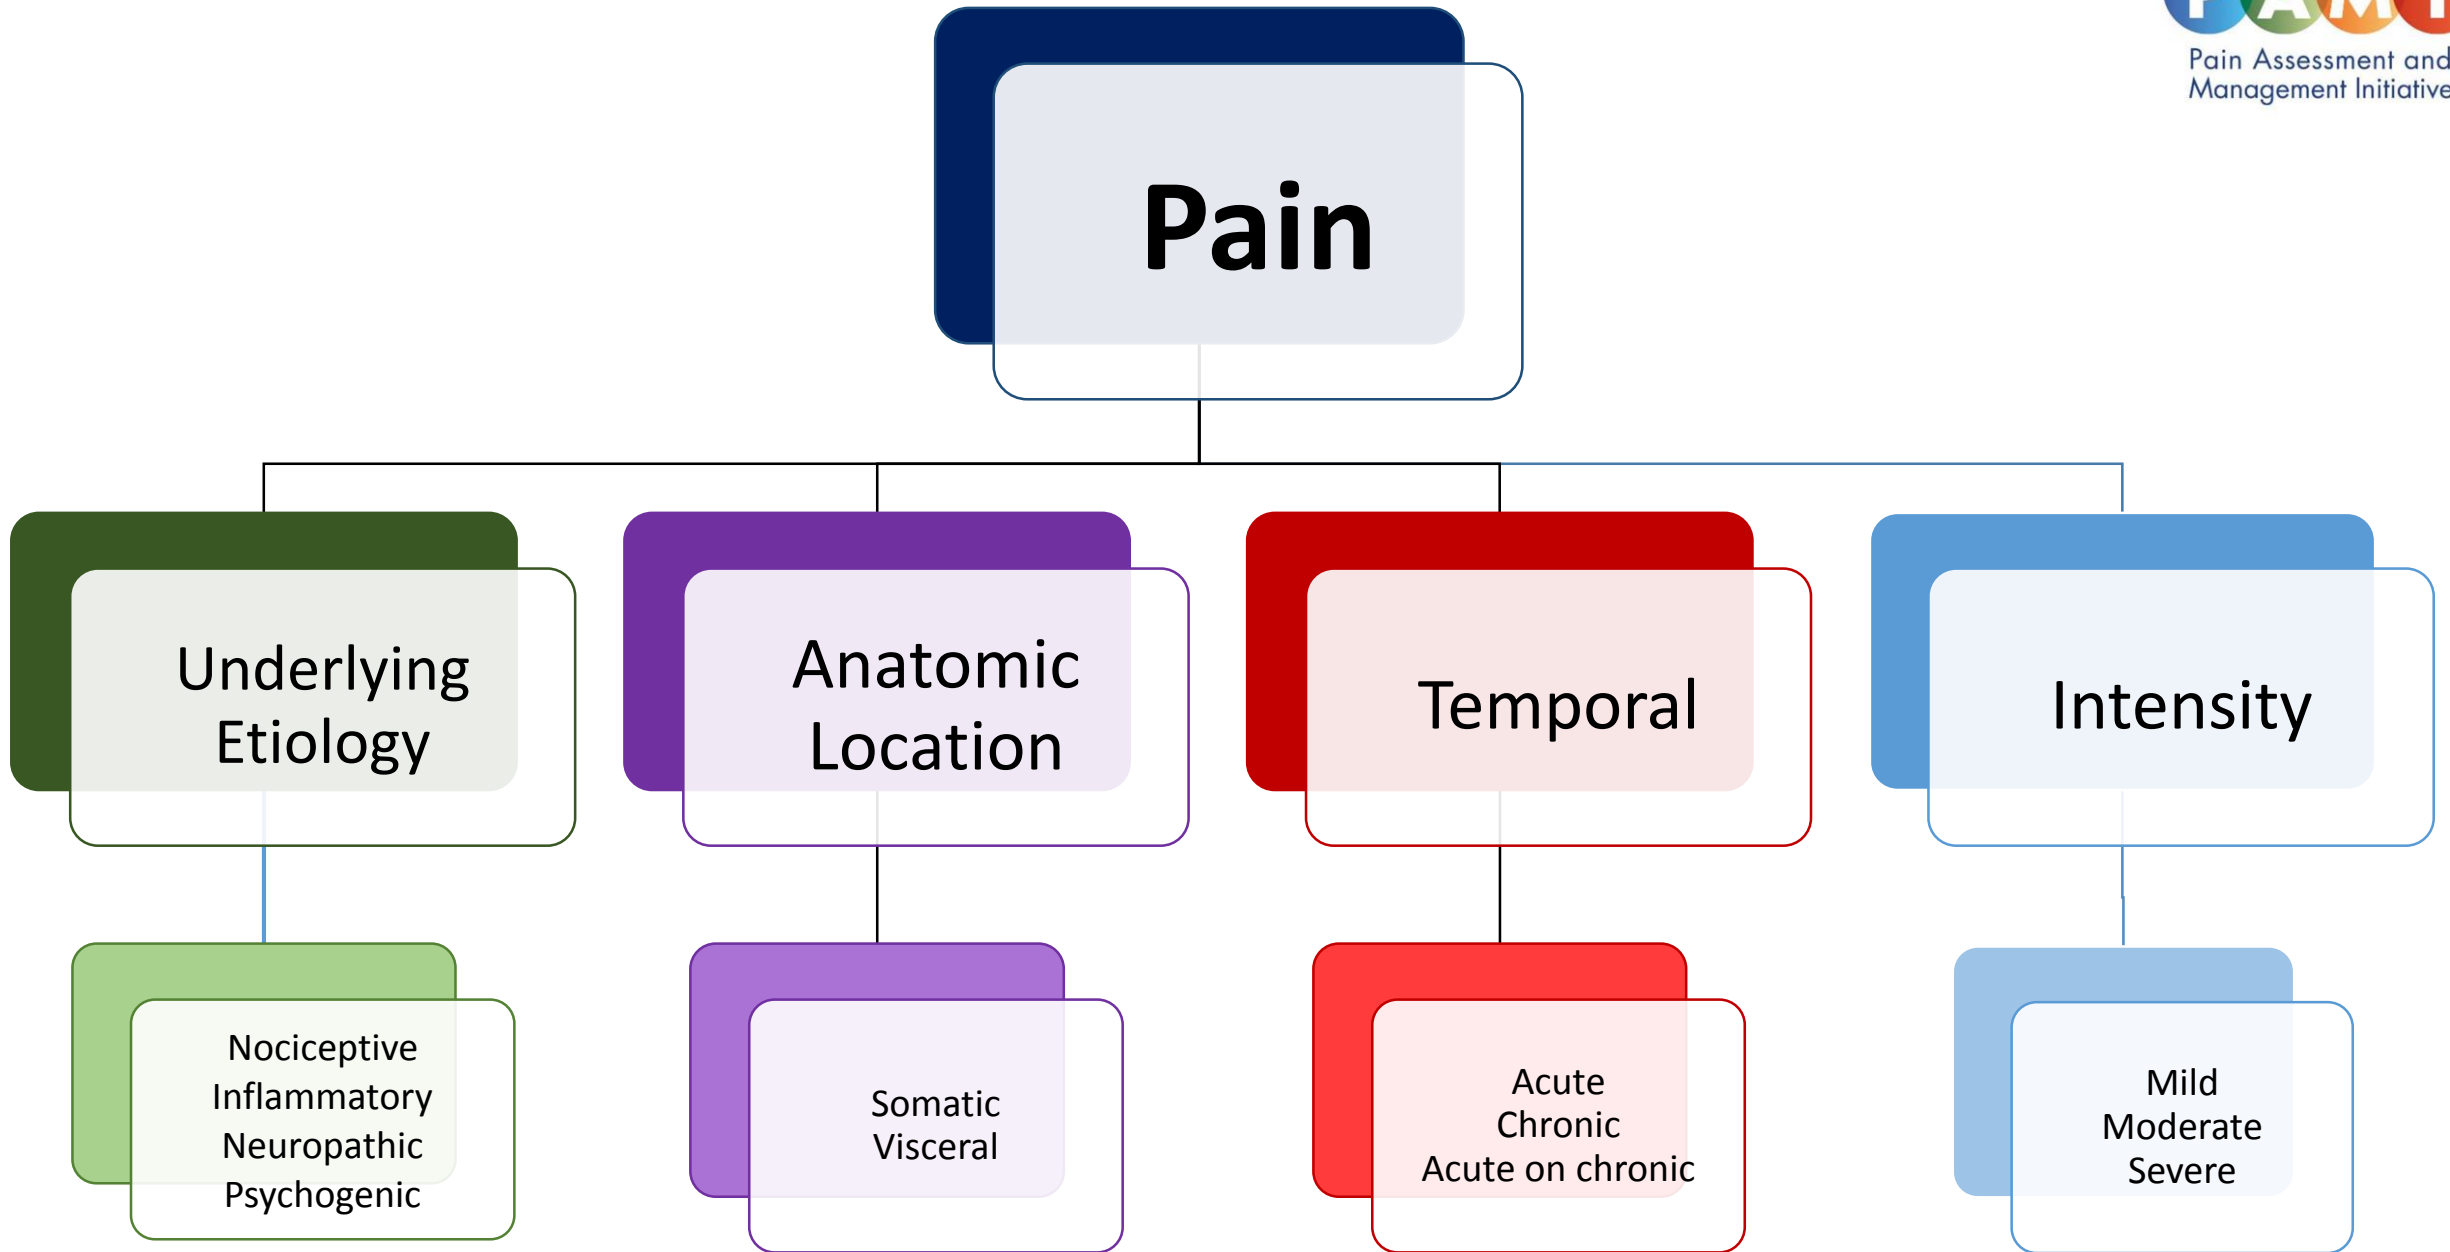 PAMI
Pain Assessment and
Management Initiative
Pain
Underlying
Etiology
Anatomic
Location
Temporal
Intensity
Nociceptive
Inflammatory
Neuropathic
Psychogenic
Somatic
Visceral
Acute
Chronic
Acute on chronic
Mild
Moderate
Severe